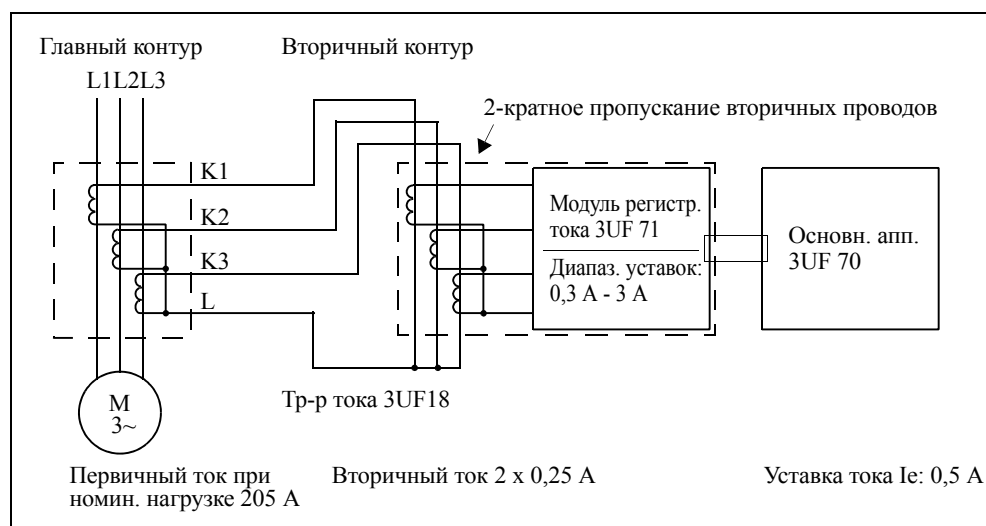 Главный контур
Вторичный контур
L1L2L3
2-кратное пропускание вторичных проводов
K1
K2
K3
L
Модуль регистр.
тока 3UF 71
Диапаз. уставок:
0,3 A - 3 A
Основн. апп.
3UF 70
M
3~
Тр-р тока 3UF18
Первичный ток при
номин. нагрузке 205 A
Вторичный ток 2 x 0,25 A
Уставка тока Ie: 0,5 A